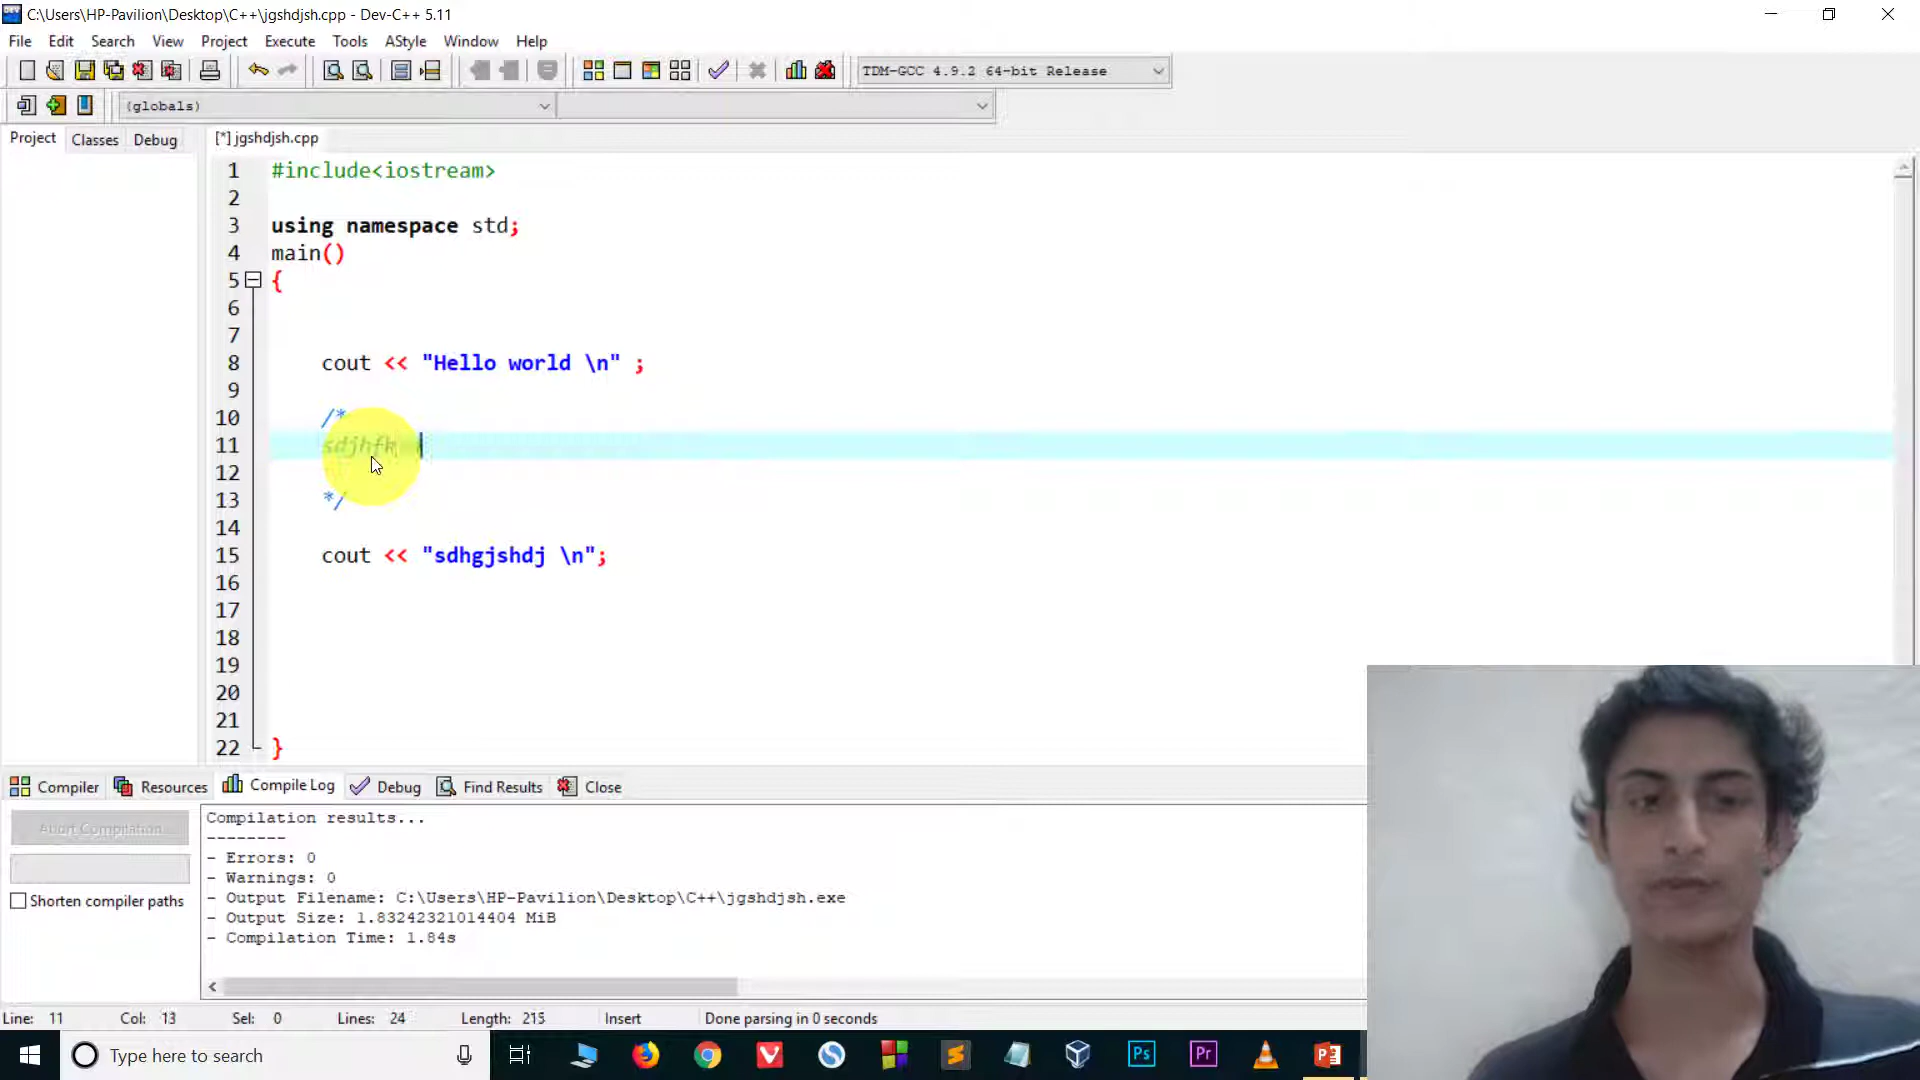 C:\Users\HP-Pavilion\Desktop\C++\jgshdjsh.cpp - Dev-C++ 5.11
File Edit Search View Project Execute Tools AStyle Window Help
TDM-GCC 4.9.2 64-bit Release
(globals)
Project Classes Debug [*] jgshdjsh.cpp
1 #include<iostream>
2
3 using namespace std;
4 main()
5 {
6
7
8 cout << "Hello world \n" ;
9
10 /*
11 sdjhfk
12
13 */
14
15 cout << "sdhgjshdj \n";
16
17
18
19
20
21
22 }
Compiler Resources Compile Log Debug Find Results Close
Abort Compilation
Shorten compiler paths
Compilation results...
--------
- Errors: 0
- Warnings: 0
- Output Filename: C:\Users\HP-Pavilion\Desktop\C++\jgshdjsh.exe
- Output Size: 1.83242321014404 MiB
- Compilation Time: 1.84s
Line: 11 Col: 13 Sel: 0 Lines: 24 Length: 215 Insert Done parsing in 0 seconds
Type here to search
Ps
Pr